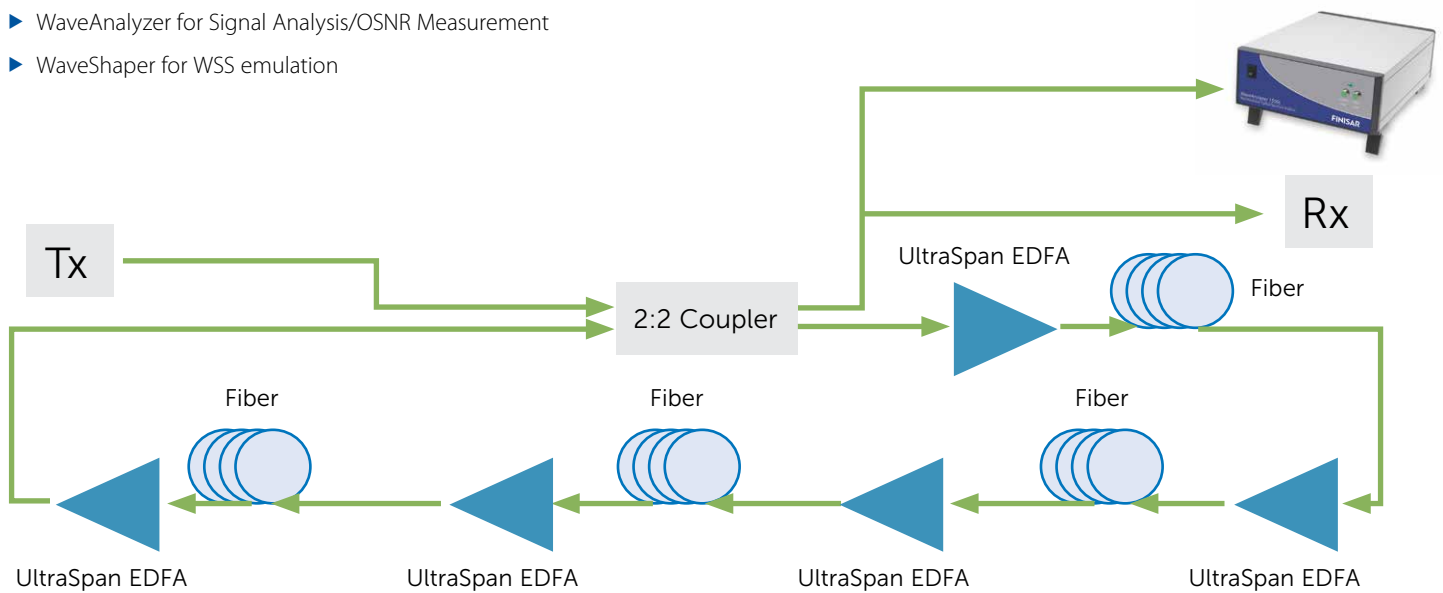 WaveAnalyzer for Signal Analysis/OSNR Measurement
WaveShaper for WSS emulation
FINISAR
Tx
Rx
UltraSpan EDFA
Fiber
2:2 Coupler
Fiber
Fiber
Fiber
UltraSpan EDFA
UltraSpan EDFA
UltraSpan EDFA
UltraSpan EDFA